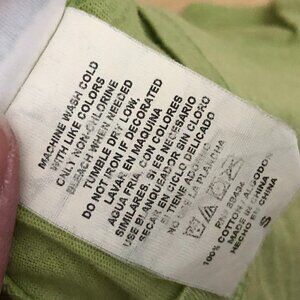 MACHINE WASH COLD
WITH LIKE COLORS
ONLY NON-CHLORINE
BLEACH WHEN NEEDED
TUMBLE DRY LOW,
DO NOT IRON IF DECORATED
LAVAR EN MAQUINA
AGUA FRIA, CON COLORES
SIMILARES, SI ES NECESARIO
USE BLANQUEADOR SIN CLORO
SECAR EN CICLO DELICADO
NO DE LA PLANCHA
100% COTTON / ALGODON
MADE IN CHINA
HECHO EN CHINA
S